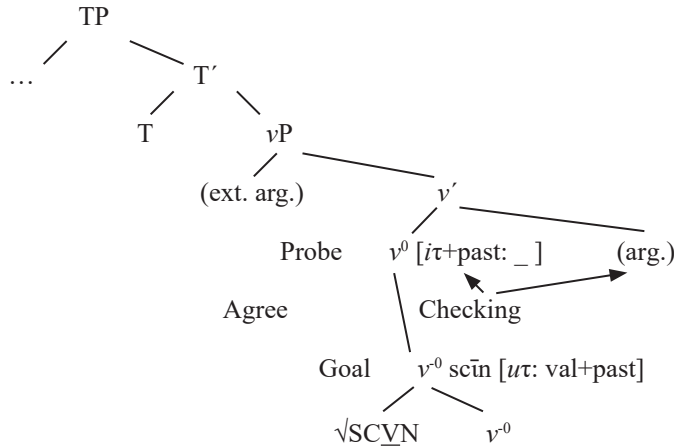 TP
… T´
T vP
(ext. arg.) v´
Probe v⁰ [iτ+past: _ ] (arg.)
Agree Checking
Goal v⁻⁰ scīn [uτ: val+past]
√SCVN v⁻⁰